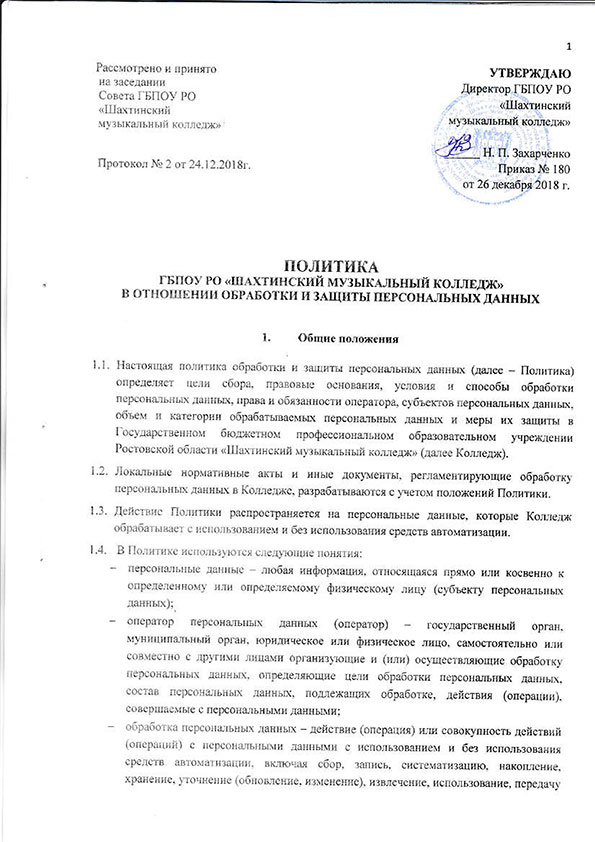 1
Рассмотрено и принято
на заседании
Совета ГБПОУ РО
«Шахтинский
музыкальный колледж»
Протокол № 2 от 24.12.2018г.
УТВЕРЖДАЮ
Директор ГБПОУ РО
«Шахтинский
музыкальный колледж»
Н. П. Захарченко
Приказ № 180
от 26 декабря 2018 г.
ПОЛИТИКА
ГБПОУ РО «ШАХТИНСКИЙ МУЗЫКАЛЬНЫЙ КОЛЛЕДЖ»
В ОТНОШЕНИИ ОБРАБОТКИ И ЗАЩИТЫ ПЕРСОНАЛЬНЫХ ДАННЫХ
1. Общие положения
1.1. Настоящая политика обработки и защиты персональных данных (далее – Политика)
определяет цели сбора, правовые основания, условия и способы обработки
персональных данных, права и обязанности оператора, субъектов персональных данных,
объем и категории обрабатываемых персональных данных и меры их защиты в
Государственном бюджетном профессиональном образовательном учреждении
Ростовской области «Шахтинский музыкальный колледж» (далее Колледж).
1.2. Локальные нормативные акты и иные документы, регламентирующие обработку
персональных данных в Колледже, разрабатываются с учетом положений Политики.
1.3. Действие Политики распространяется на персональные данные, которые Колледж
обрабатывает с использованием и без использования средств автоматизации.
1.4. В Политике используются следующие понятия:
– персональные данные – любая информация, относящаяся прямо или косвенно к
определенному или определяемому физическому лицу (субъекту персональных
данных);
– оператор персональных данных (оператор) – государственный орган,
муниципальный орган, юридическое или физическое лицо, самостоятельно или
совместно с другими лицами организующие и (или) осуществляющие обработку
персональных данных, определяющие цели обработки персональных данных,
состав персональных данных, подлежащих обработке, действия (операции),
совершаемые с персональными данными;
– обработка персональных данных – действие (операция) или совокупность действий
(операций) с персональными данными с использованием и без использования
средств автоматизации, включая сбор, запись, систематизацию, накопление,
хранение, уточнение (обновление, изменение), извлечение, использование, передачу